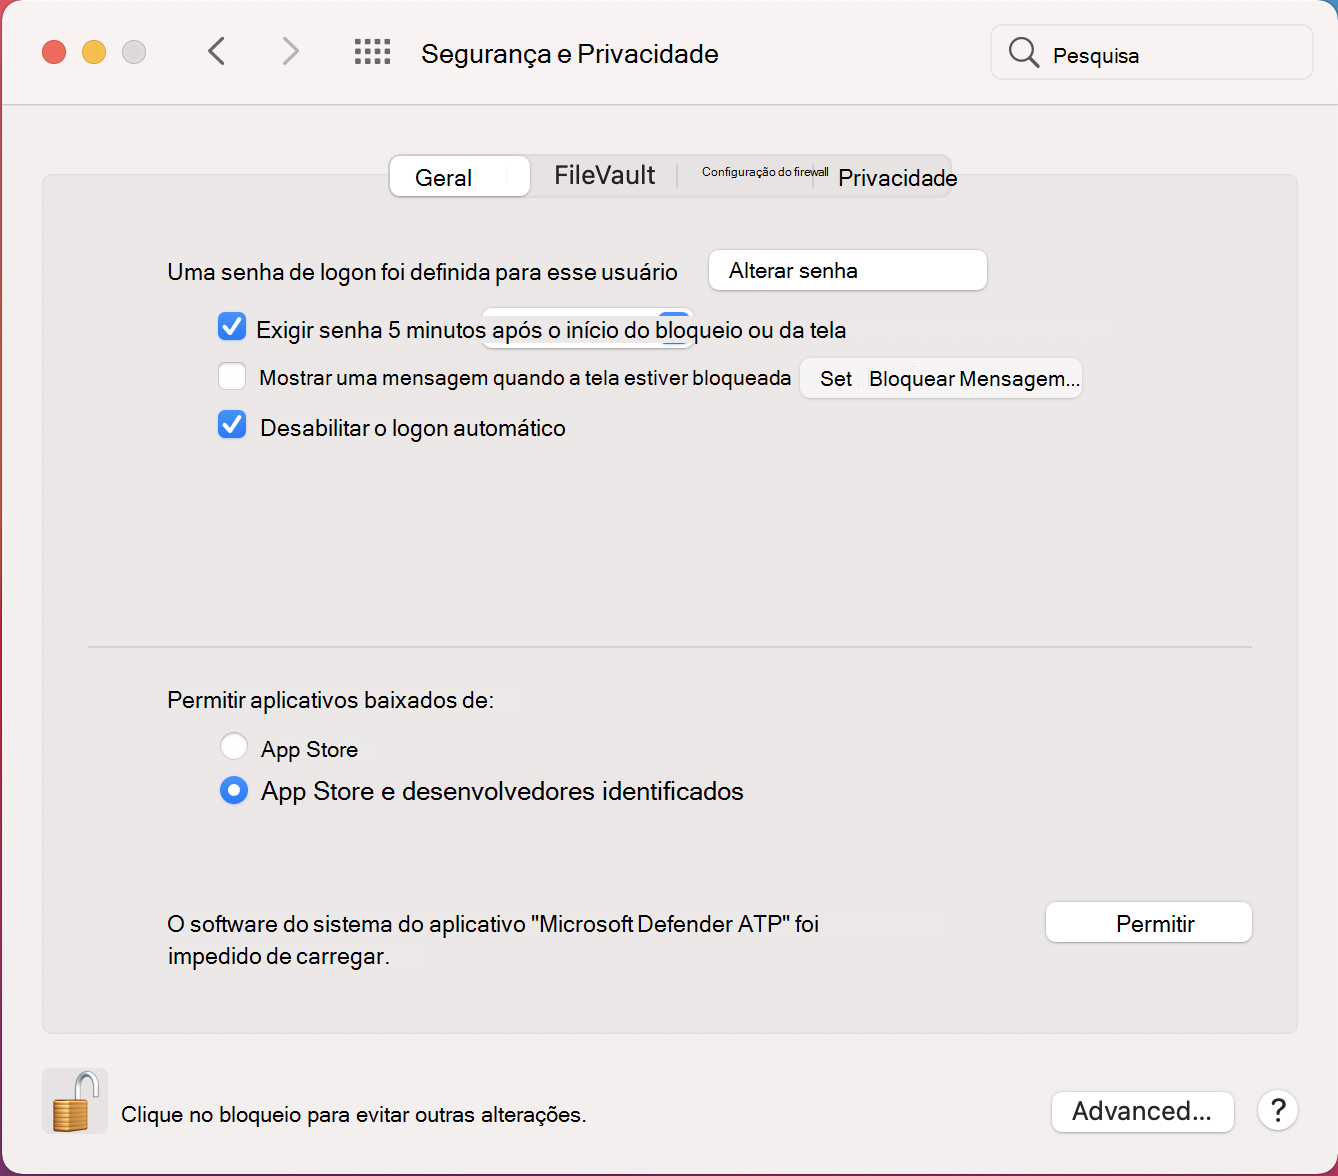 Segurança e Privacidade
Pesquisa
Geral
FileVault
Configuração do firewall
Privacidade
Uma senha de logon foi definida para esse usuário
Alterar senha
Exigir senha 5 minutos após o início do bloqueio ou da tela
Mostrar uma mensagem quando a tela estiver bloqueada
Set Bloquear Mensagem...
Desabilitar o logon automático
Permitir aplicativos baixados de:
App Store
App Store e desenvolvedores identificados
O software do sistema do aplicativo "Microsoft Defender ATP" foi
impedido de carregar.
Permitir
Clique no bloqueio para evitar outras alterações.
Advanced...
?